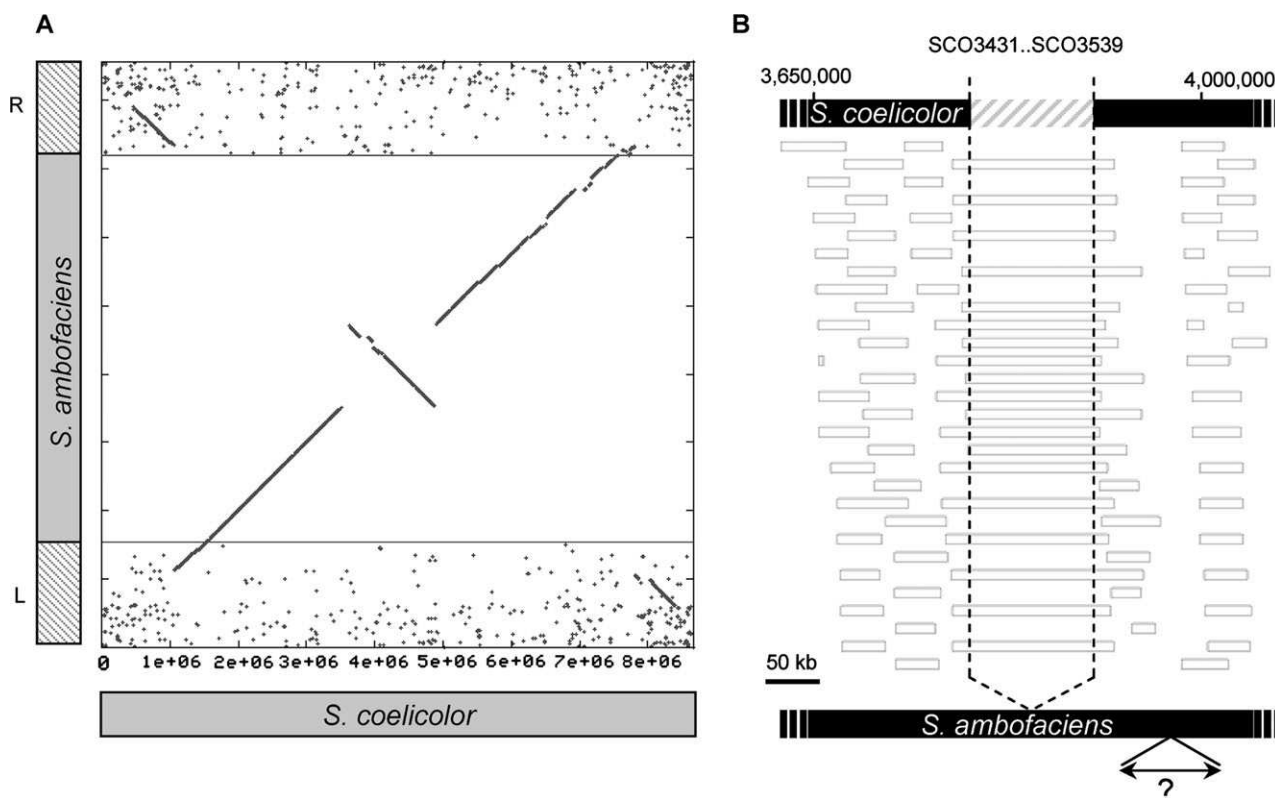 A
R
S. ambofaciens
L
0 1e+06 2e+06 3e+06 4e+06 5e+06 6e+06 7e+06 8e+06
S. coelicolor
B
SCO3431..SCO3539
3,650,000 4,000,000
S. coelicolor
50 kb
S. ambofaciens
?